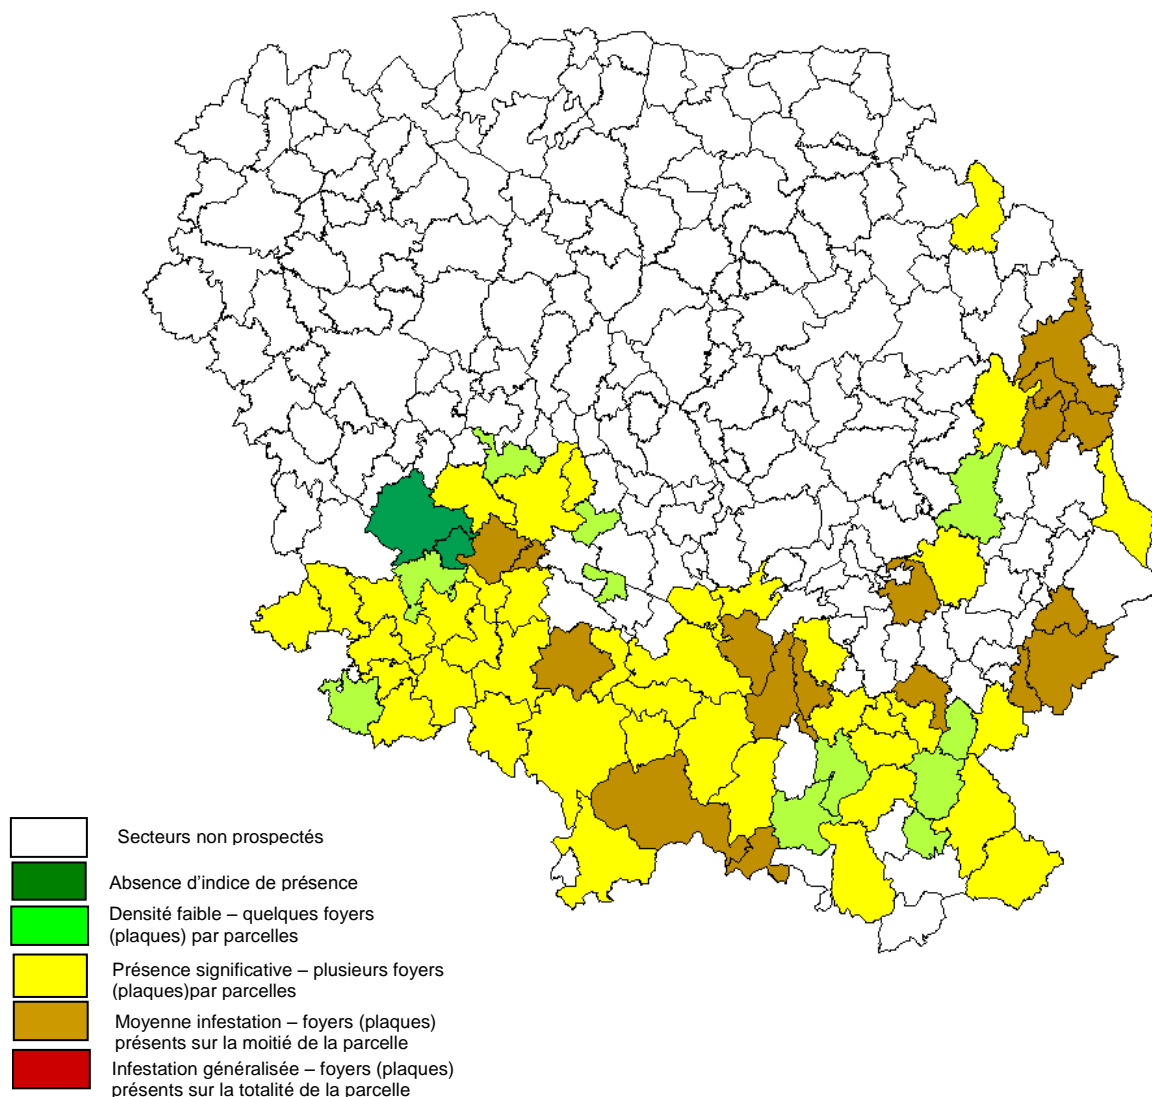 Secteurs non prospectés
Absence d'indice de présence
Densité faible – quelques foyers
(plaques) par parcelles
Présence significative – plusieurs foyers
(plaques)par parcelles
Moyenne infestation – foyers (plaques)
présents sur la moitié de la parcelle
Infestation généralisée – foyers (plaques)
présents sur la totalité de la parcelle